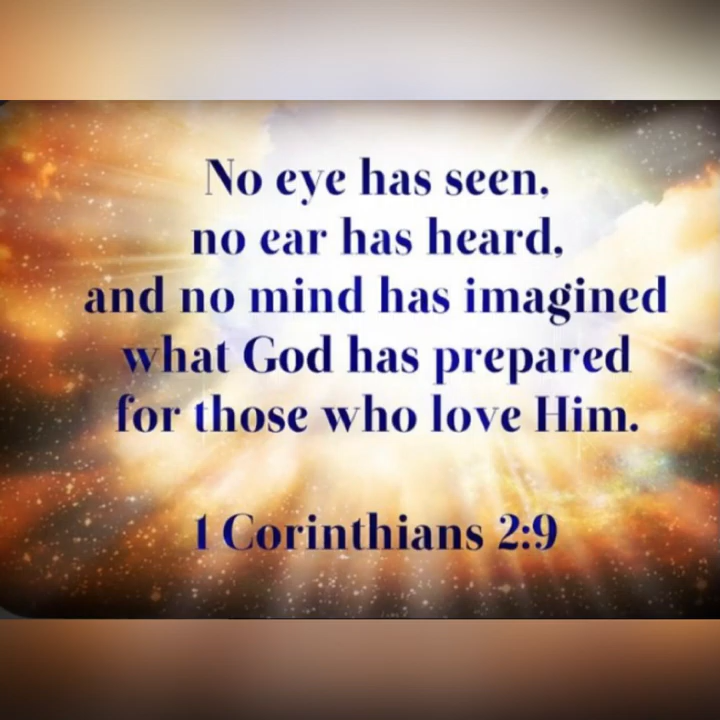 No eye has seen,
no ear has heard,
and no mind has imagined
what God has prepared
for those who love Him.
1 Corinthians 2:9